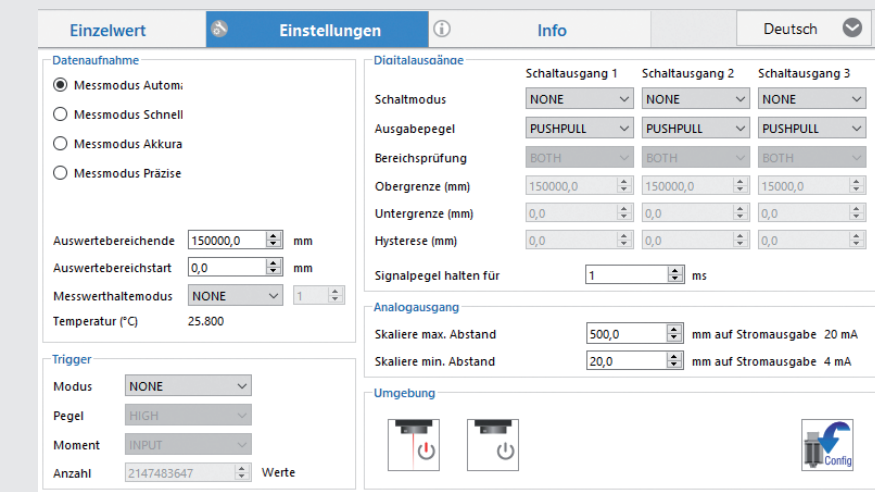 Einzelwert Einstellungen Info Deutsch
Datenaufnahme
Messmodus Automa
Messmodus Schnell
Messmodus Akkura
Messmodus Präzise
Auswertebereichende 150000,0 mm
Auswertebereichstart 0,0 mm
Messwerthaltemodus NONE 1
Temperatur (°C) 25.800
Trigger
Modus NONE
Pegel HIGH
Moment INPUT
Anzahl 2147483647 Werte
Digitalausgänge
Schaltausgang 1 Schaltausgang 2 Schaltausgang 3
Schaltmodus NONE NONE NONE
Ausgabepegel PUSHPULL PUSHPULL PUSHPULL
Bereichsprüfung BOTH BOTH BOTH
Obergrenze (mm) 150000,0 150000,0 15000,0
Untergrenze (mm) 0,0 0,0 0,0
Hysterese (mm) 0,0 0,0 0,0
Signalpegel halten für 1 ms
Analogausgang
Skaliere max. Abstand 500,0 mm auf Stromausgabe 20 mA
Skaliere min. Abstand 20,0 mm auf Stromausgabe 4 mA
Umgebung
Config